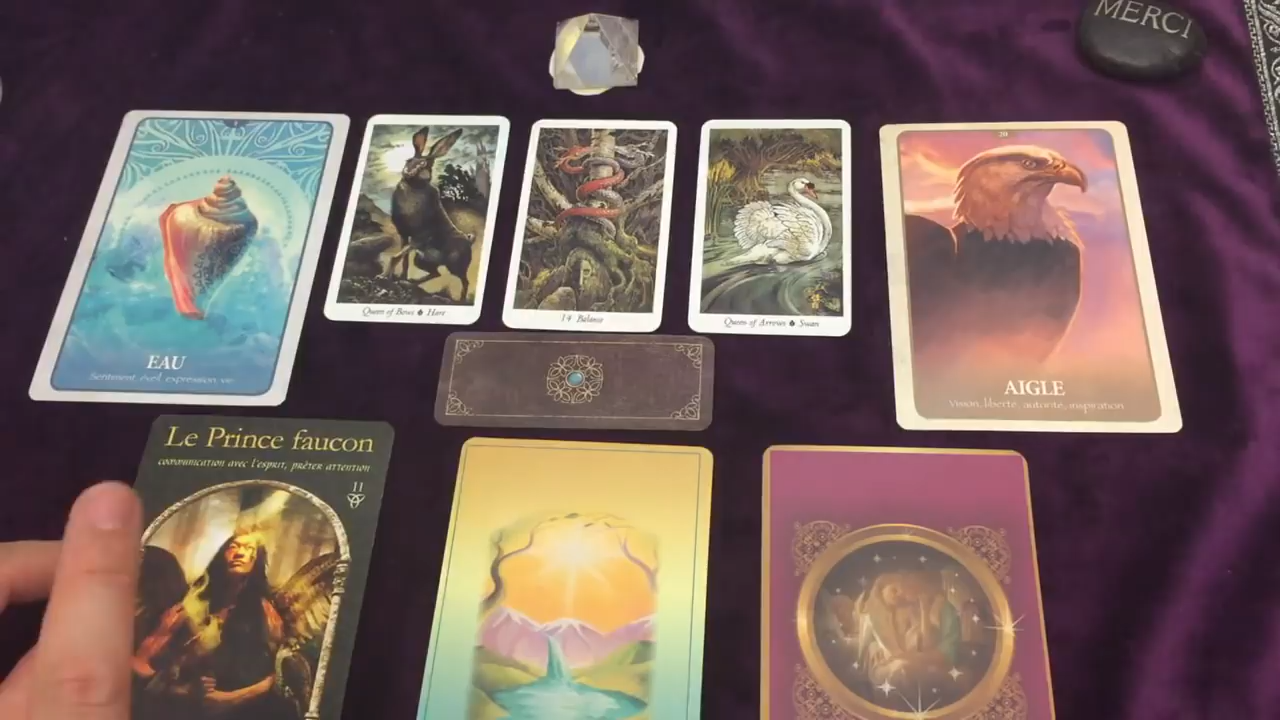 MERCI
EAU
Sentiment éveil expression vie
Queen of Bows Hare
14 Balance
Queen of Arrows Swan
20
AIGLE
Vision, liberté, autorité, inspiration
Le Prince faucon
communication avec l'esprit, prêter attention
11